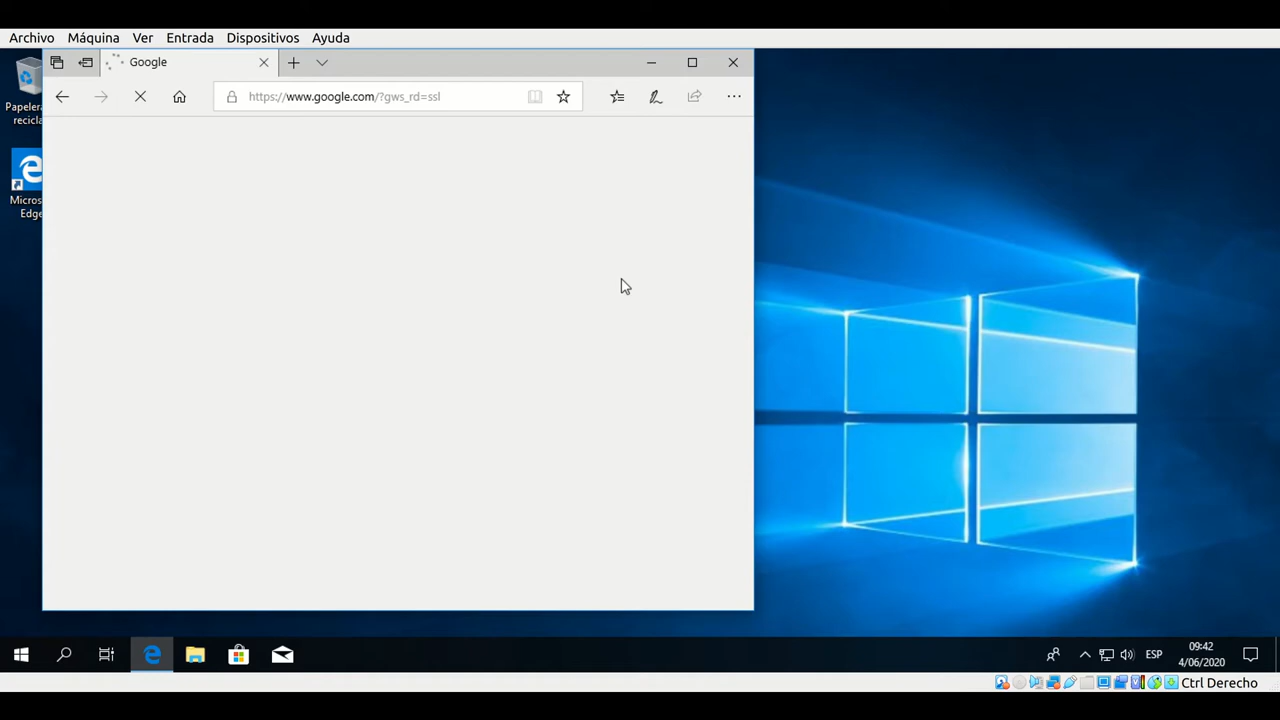 Archivo Máquina Ver Entrada Dispositivos Ayuda
Google
https://www.google.com/?gws_rd=ssl
Papelera
recicla
Micros
Edge
ESP
09:42
4/06/2020
Ctrl Derecho